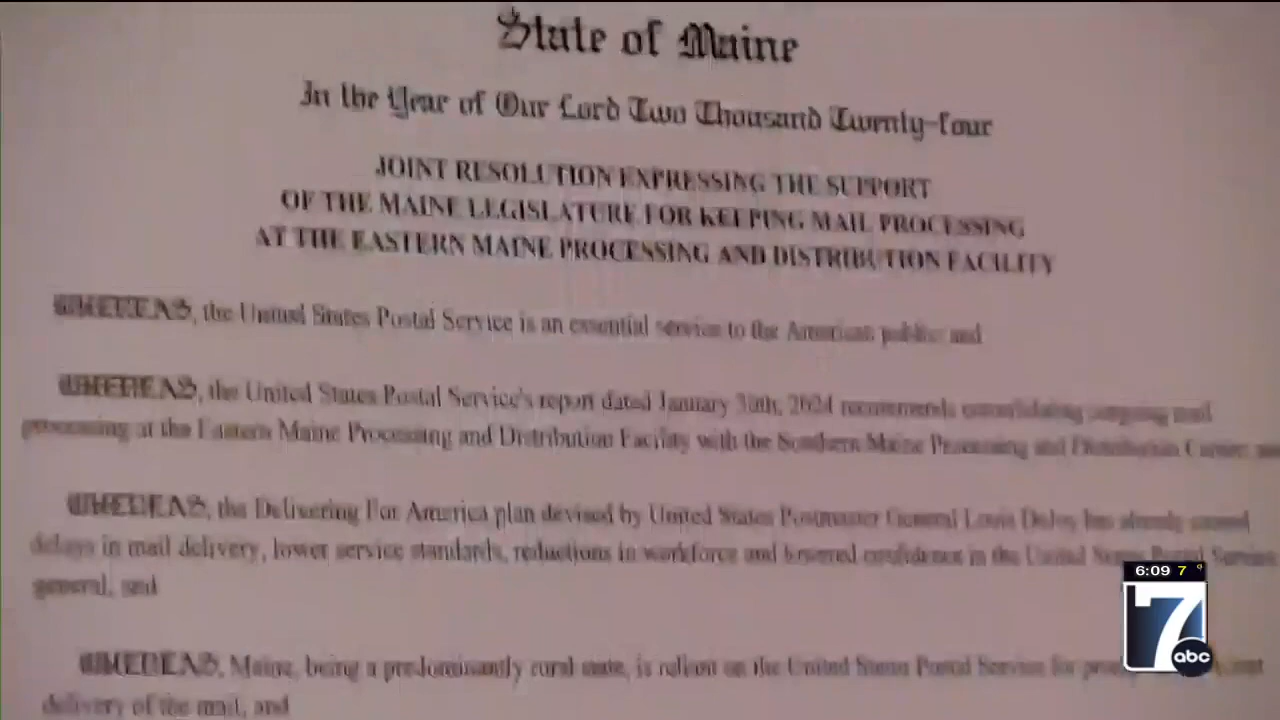 State of Maine
In the Year of Our Lord Two Thousand Twenty-four
JOINT RESOLUTION EXPRESSING THE SUPPORT
OF THE MAINE LEGISLATURE FOR KEEPING MAIL PROCESSING
AT THE EASTERN MAINE PROCESSING AND DISTRIBUTION FACILITY
WHEREAS, the United States Postal Service is an essential service to the American public; and
WHEREAS, the United States Postal Service's report dated January 30th, 2024 recommends consolidating outgoing mail
processing at the Eastern Maine Processing and Distribution Facility with the Southern Maine Processing and Distribution Center;
WHEREAS, the Delivering For America plan devised by United States Postmaster General Louis DeJoy has already caused
delays in mail delivery, lower service standards, reductions in workforce and lowered confidence in the United States Postal Service
general, and
WHEREAS, Maine, being a predominantly rural state, is reliant on the United States Postal Service for
delivery of the mail, and
6:09 7°
7
abc